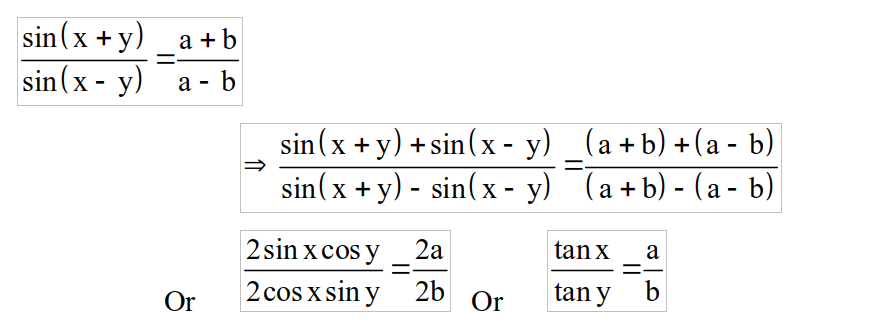 sin(x + y)/sin(x - y) = a + b/a - b
⇒ sin(x + y) + sin(x - y)/sin(x + y) - sin(x - y) = (a + b) + (a - b)/(a + b) - (a - b)
Or 2 sin x cos y/2 cos x sin y = 2a/2b Or tan x/tan y = a/b